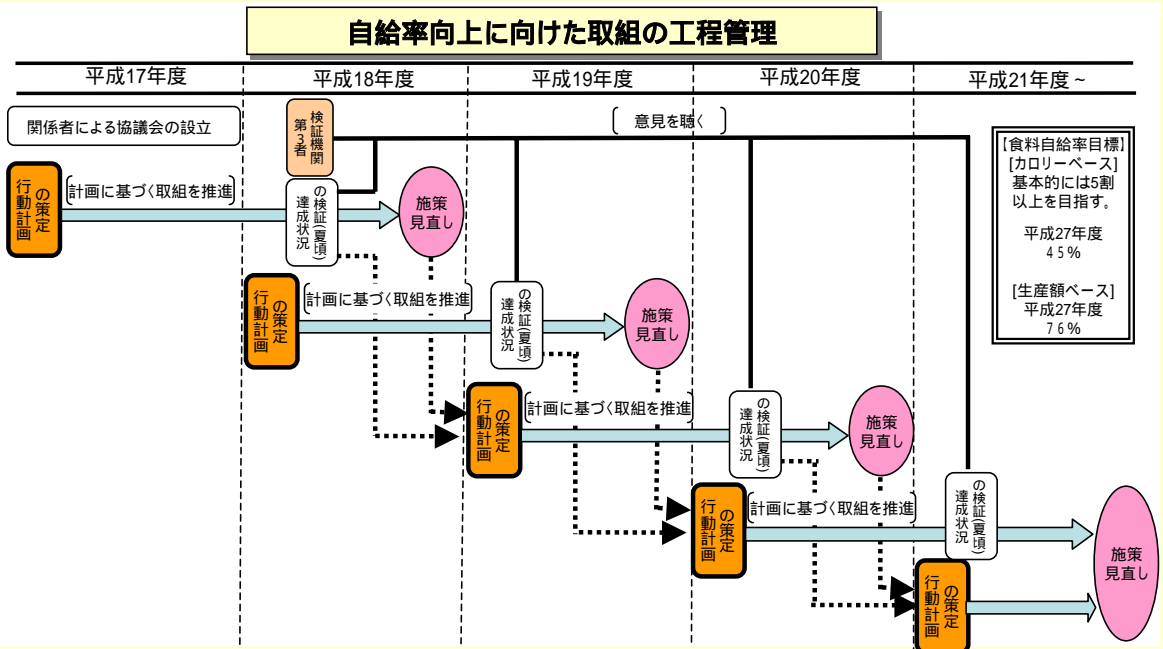 自給率向上に向けた取組の工程管理
平成17年度
平成18年度
平成19年度
平成20年度
平成21年度～
関係者による協議会の設立
第3者
検証機関
意見を聴く
行動計画
の策定
計画に基づく取組を推進
達成状況
の検証(夏頃)
施策
見直し
行動計画
の策定
計画に基づく取組を推進
達成状況
の検証(夏頃)
施策
見直し
行動計画
の策定
計画に基づく取組を推進
達成状況
の検証(夏頃)
施策
見直し
行動計画
の策定
計画に基づく取組を推進
達成状況
の検証(夏頃)
行動計画
の策定
施策
見直し
【食料自給率目標】
[カロリーベース]
基本的には5割
以上を目指す。
平成27年度
45%
[生産額ベース]
平成27年度
76%